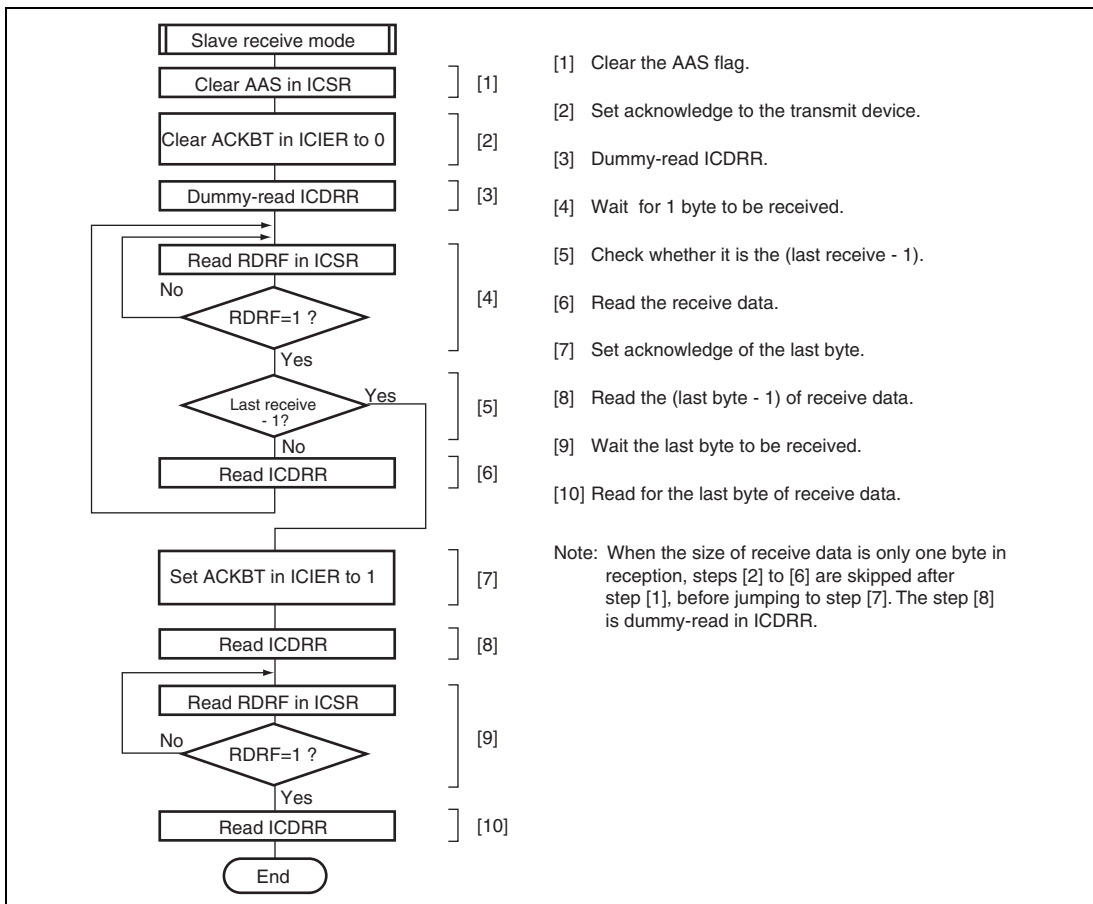 Slave receive mode
Clear AAS in ICSR
[1]
Clear ACKBT in ICIER to 0
[2]
Dummy-read ICDRR
[3]
Read RDRF in ICSR
No
RDRF=1 ?
[4]
Yes
Last receive
- 1?
Yes
[5]
No
Read ICDRR
[6]
Set ACKBT in ICIER to 1
[7]
Read ICDRR
[8]
Read RDRF in ICSR
No
RDRF=1 ?
[9]
Yes
Read ICDRR
[10]
End
[1] Clear the AAS flag.
[2] Set acknowledge to the transmit device.
[3] Dummy-read ICDRR.
[4] Wait for 1 byte to be received.
[5] Check whether it is the (last receive - 1).
[6] Read the receive data.
[7] Set acknowledge of the last byte.
[8] Read the (last byte - 1) of receive data.
[9] Wait the last byte to be received.
[10] Read for the last byte of receive data.
Note: When the size of receive data is only one byte in
reception, steps [2] to [6] are skipped after
step [1], before jumping to step [7]. The step [8]
is dummy-read in ICDRR.